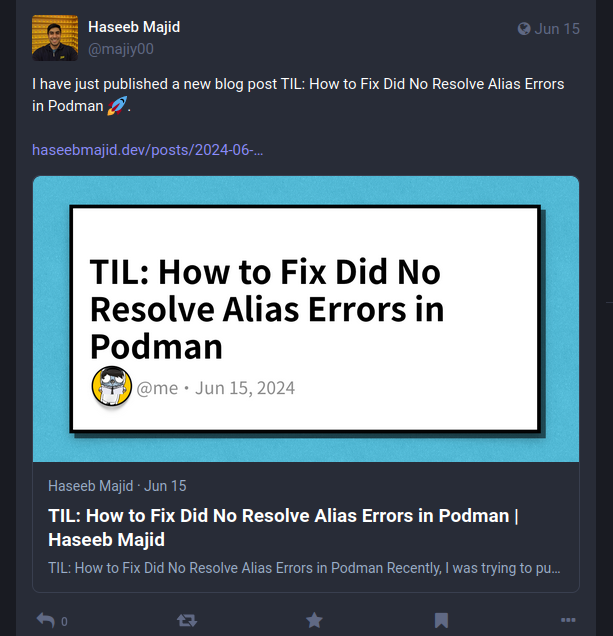 Haseeb Majid
Jun 15
@majiy00
I have just published a new blog post TIL: How to Fix Did No Resolve Alias Errors
in Podman 🚀.
haseebmajid.dev/posts/2024-06-…
TIL: How to Fix Did No
Resolve Alias Errors in
Podman
@me • Jun 15, 2024
Haseeb Majid · Jun 15
TIL: How to Fix Did No Resolve Alias Errors in Podman |
Haseeb Majid
TIL: How to Fix Did No Resolve Alias Errors in Podman Recently, I was trying to pu…
0